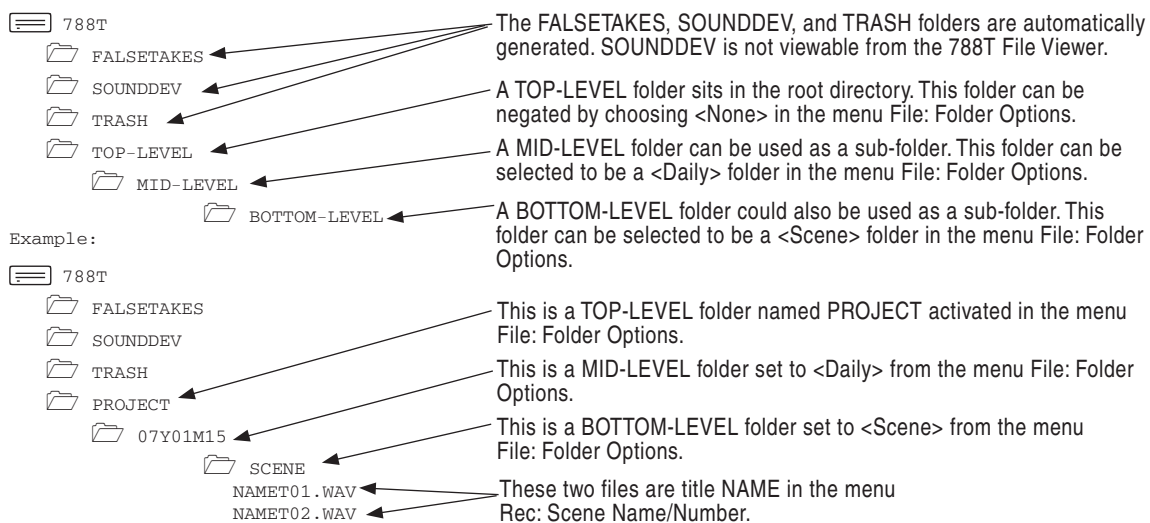 788T
FALSETAKES
SOUNDDEV
TRASH
TOP-LEVEL
MID-LEVEL
BOTTOM-LEVEL
The FALSETAKES, SOUNDDEV, and TRASH folders are automatically
generated. SOUNDDEV is not viewable from the 788T File Viewer.
A TOP-LEVEL folder sits in the root directory. This folder can be
negated by choosing <None> in the menu File: Folder Options.
A MID-LEVEL folder can be used as a sub-folder. This folder can be
selected to be a <Daily> folder in the menu File: Folder Options.
A BOTTOM-LEVEL folder could also be used as a sub-folder. This
folder can be selected to be a <Scene> folder in the menu File: Folder
Options.
Example:
788T
FALSETAKES
SOUNDDEV
TRASH
PROJECT
07Y01M15
SCENE
NAMET01.WAV
NAMET02.WAV
This is a TOP-LEVEL folder named PROJECT activated in the menu
File: Folder Options.
This is a MID-LEVEL folder set to <Daily> from the menu File: Folder
Options.
This is a BOTTOM-LEVEL folder set to <Scene> from the menu
File: Folder Options.
These two files are title NAME in the menu
Rec: Scene Name/Number.